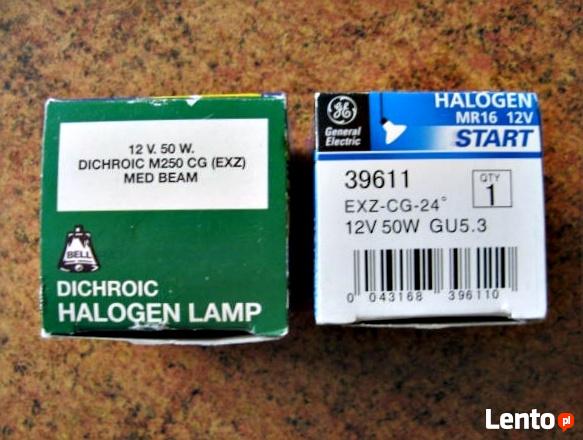 12 V. 50 W.
DICHROIC M250 CG (EXZ)
MED BEAM
BELL
DICHROIC
HALOGEN LAMP
GE
General
Electric
HALOGEN
MR16 12V
START
39611
QTY
1
EXZ-CG-24°
12V 50W GU5.3
0 043168 396110
Lento.pl